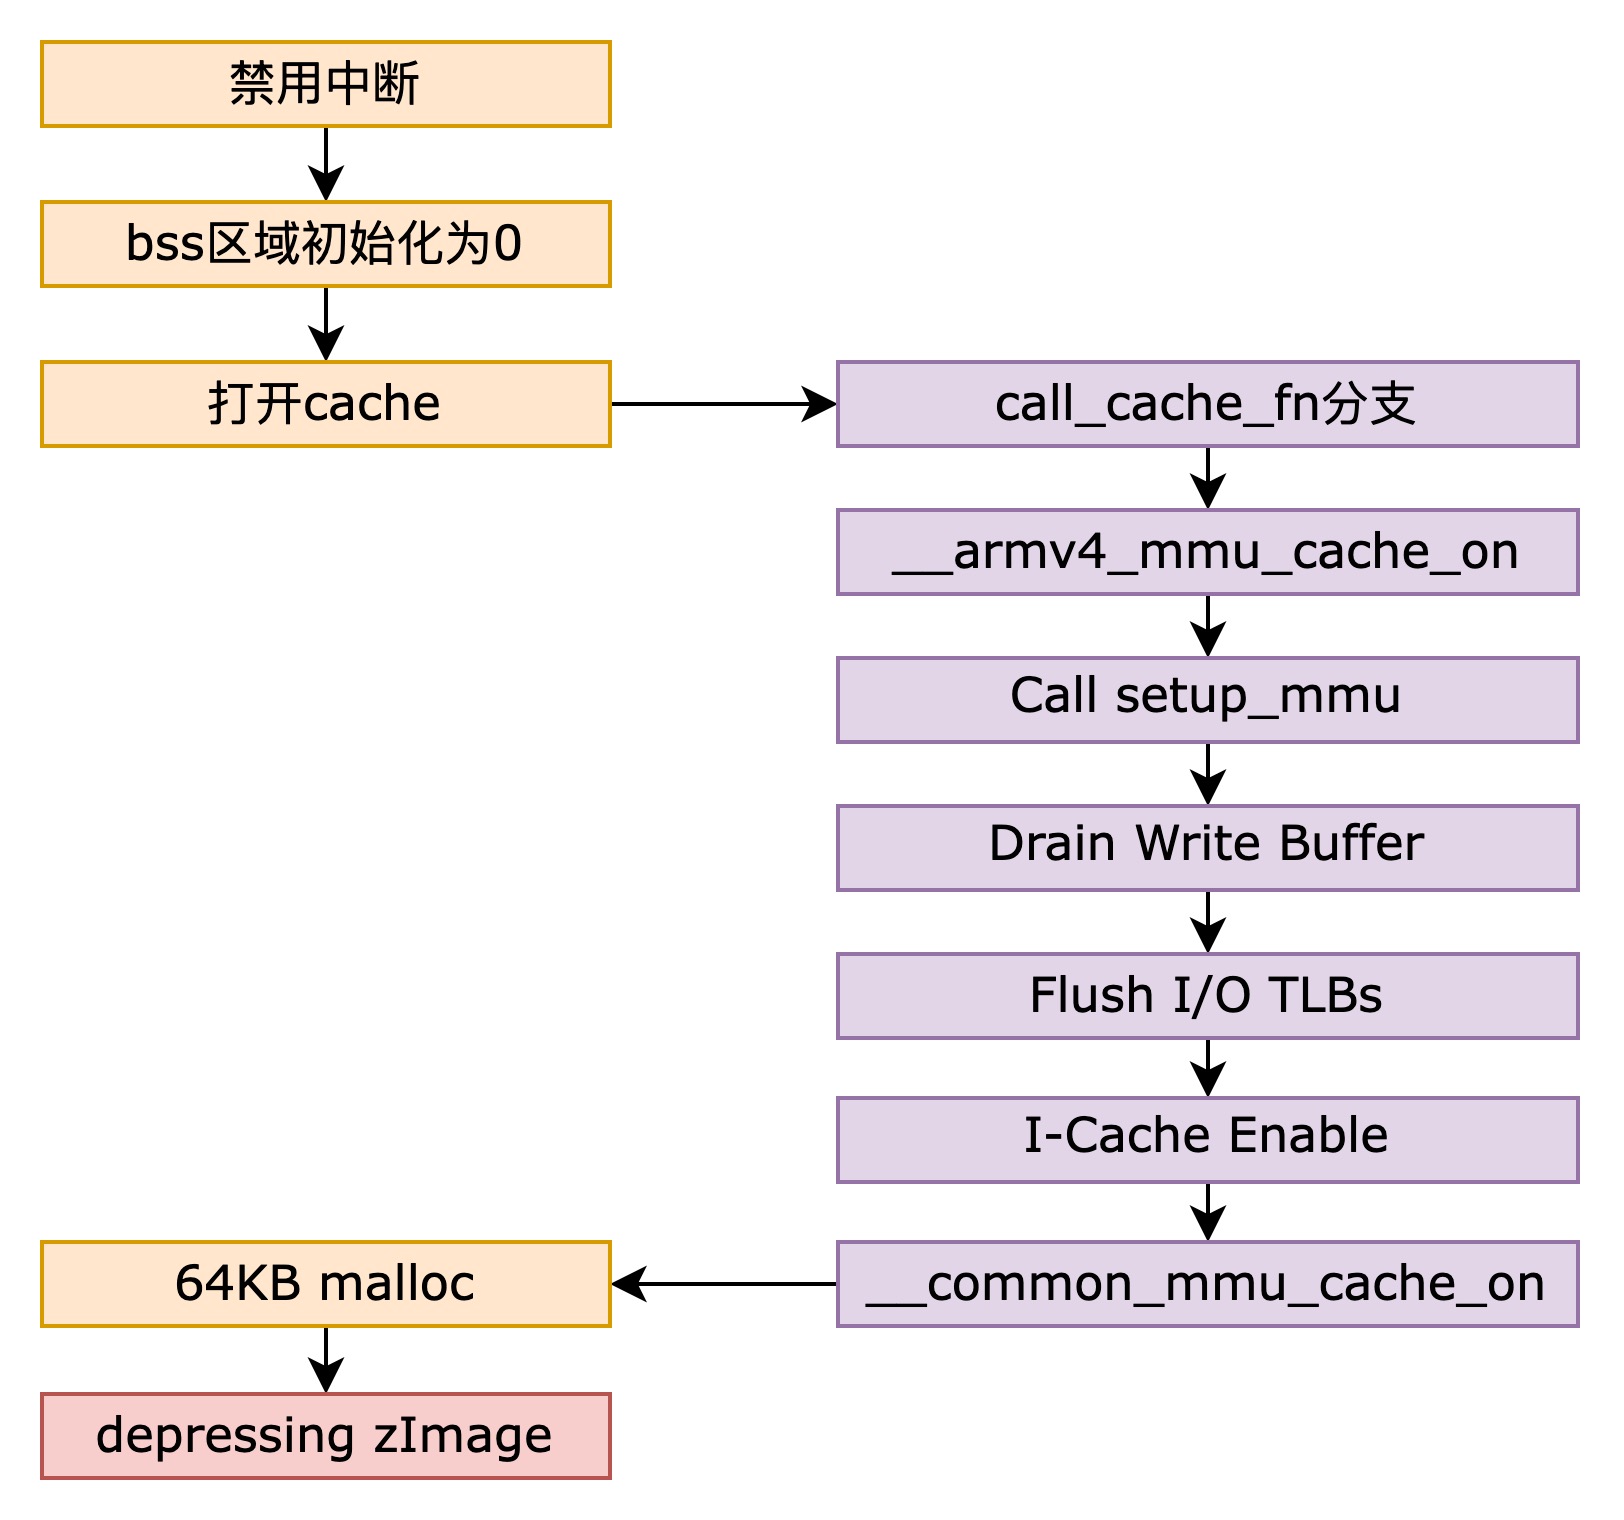 禁用中断
bss区域初始化为0
打开cache
call_cache_fn分支
__armv4_mmu_cache_on
Call setup_mmu
Drain Write Buffer
Flush I/O TLBs
I-Cache Enable
__common_mmu_cache_on
64KB malloc
depressing zImage